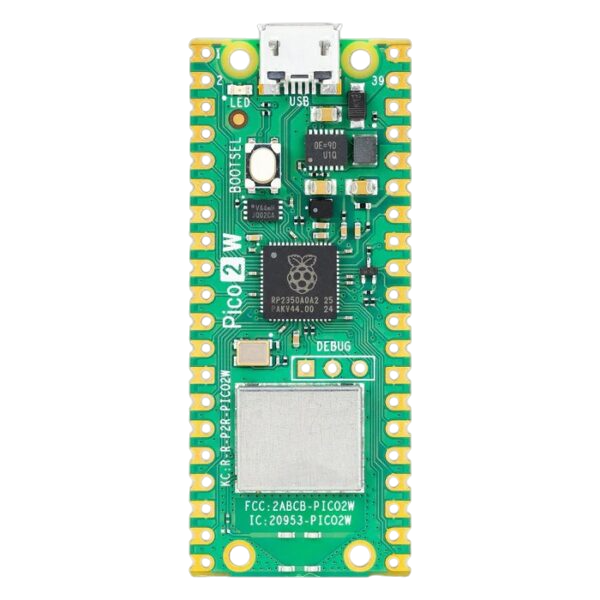 1
2
39
LED
USB
BOOTSEL
Pico 2 W
RP2350A0A2 25
PAKV44.00 24
DEBUG
KC:R-R-P2R-PICO2W
FCC:2ABCB-PICO2W
IC:20953-PICO2W